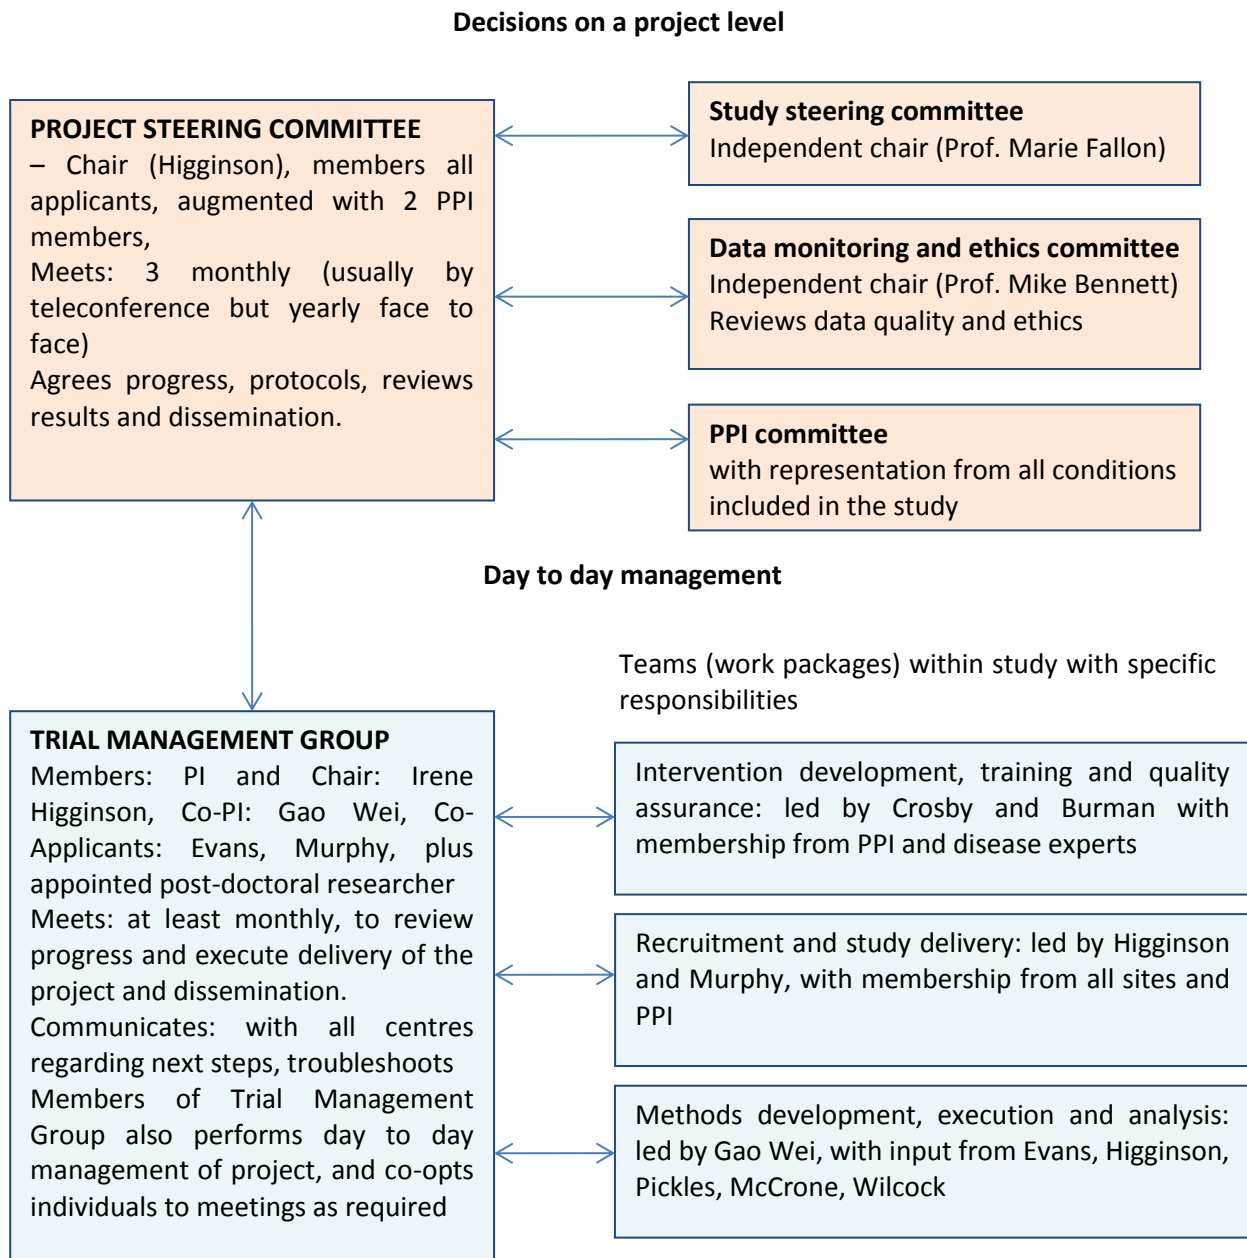 Decisions on a project level
PROJECT STEERING COMMITTEE
– Chair (Higginson), members all
applicants, augmented with 2 PPI
members,
Meets: 3 monthly (usually by
teleconference but yearly face to
face)
Agrees progress, protocols, reviews
results and dissemination.
Study steering committee
Independent chair (Prof. Marie Fallon)
Data monitoring and ethics committee
Independent chair (Prof. Mike Bennett)
Reviews data quality and ethics
PPI committee
with representation from all conditions
included in the study
Day to day management
Teams (work packages) within study with specific
responsibilities
TRIAL MANAGEMENT GROUP
Members: PI and Chair: Irene
Higginson, Co-PI: Gao Wei, Co-
Applicants: Evans, Murphy, plus
appointed post-doctoral researcher
Meets: at least monthly, to review
progress and execute delivery of the
project and dissemination.
Communicates: with all centres
regarding next steps, troubleshoots
Members of Trial Management
Group also performs day to day
management of project, and co-opts
individuals to meetings as required
Intervention development, training and quality
assurance: led by Crosby and Burman with
membership from PPI and disease experts
Recruitment and study delivery: led by Higginson
and Murphy, with membership from all sites and
PPI
Methods development, execution and analysis:
led by Gao Wei, with input from Evans, Higginson,
Pickles, McCrone, Wilcock